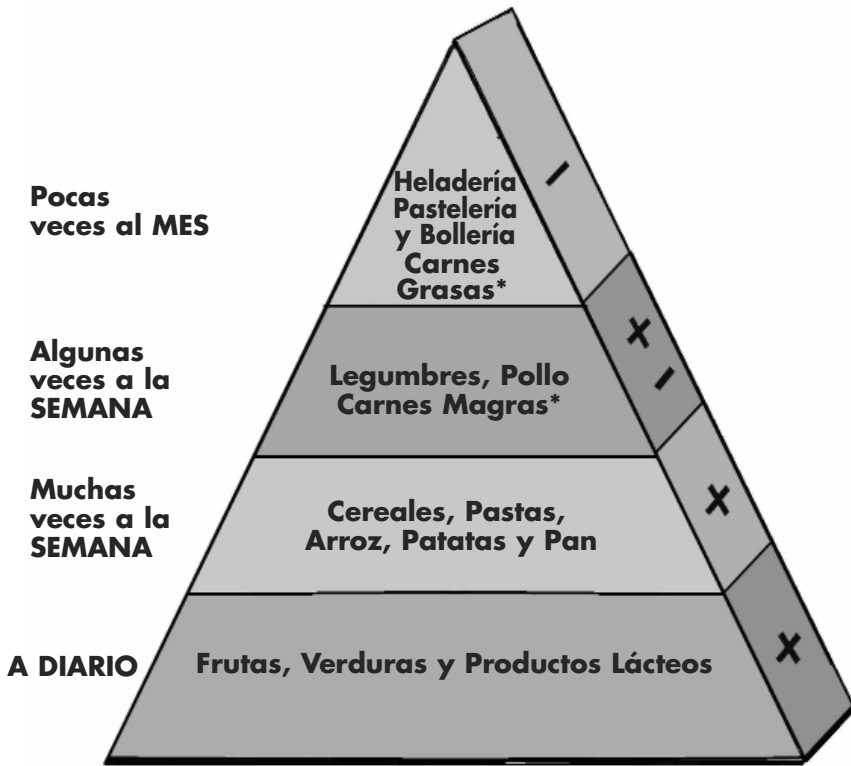 Pocas
veces al MES
Heladería
Pastelería
y Bollería
Carnes
Grasas*
–
Algunas
veces a la
SEMANA
Legumbres, Pollo
Carnes Magras*
+
–
Muchas
veces a la
SEMANA
Cereales, Pastas,
Arroz, Patatas y Pan
+
A DIARIO
Frutas, Verduras y Productos Lácteos
+